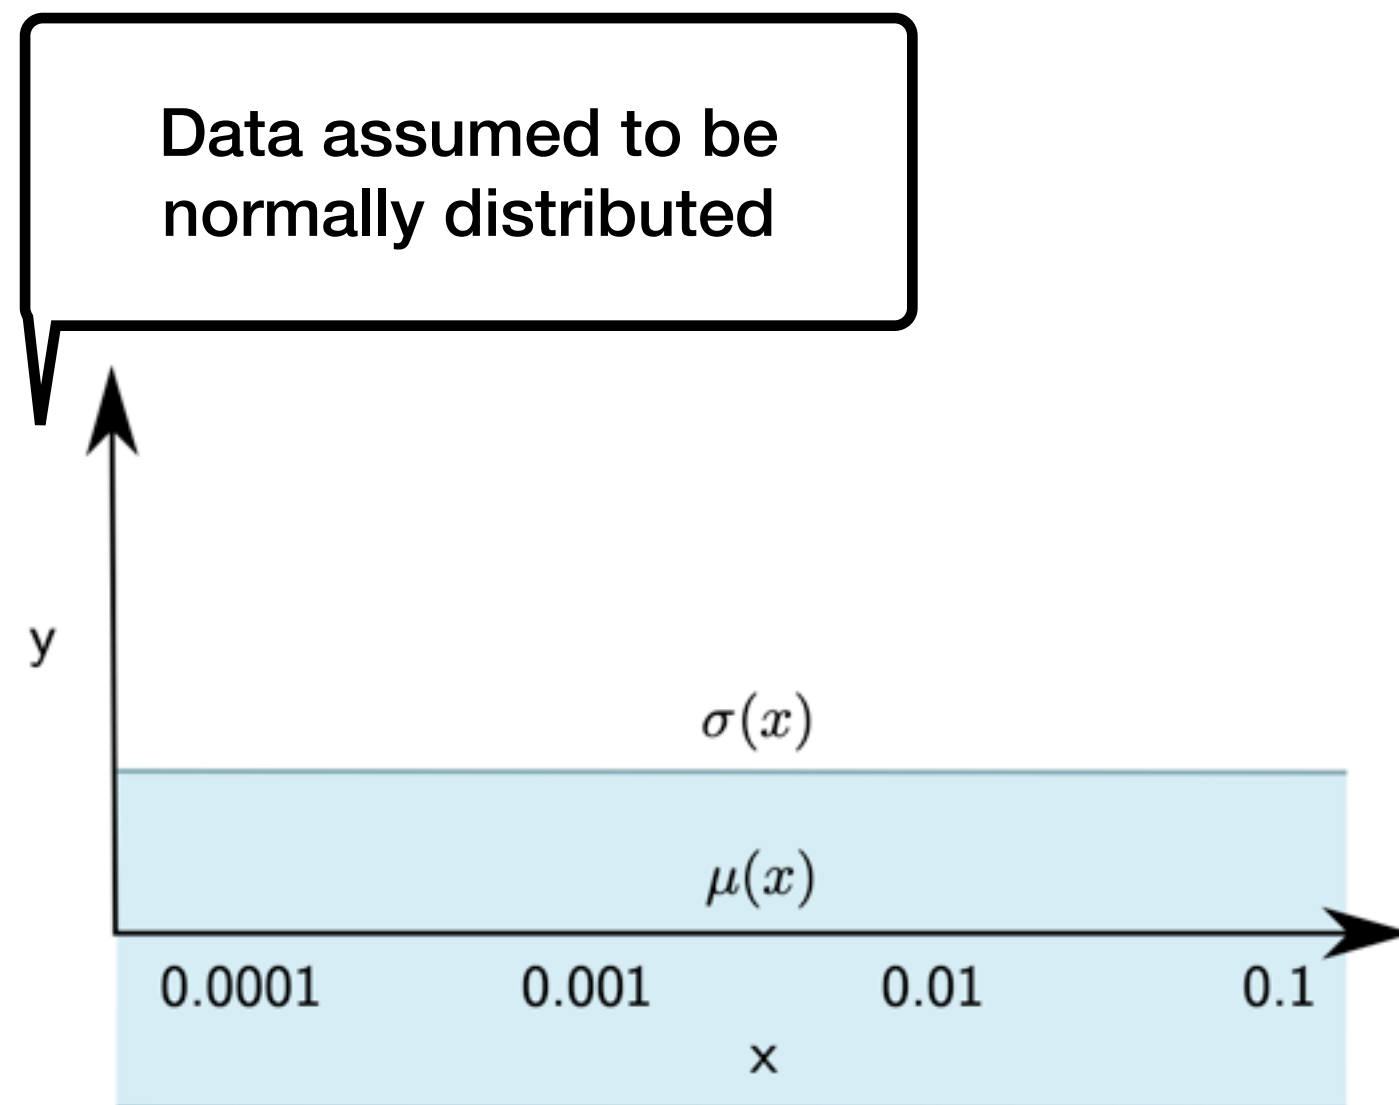 Data assumed to be
normally distributed
y
σ(x)
μ(x)
0.0001 0.001 0.01 0.1
x